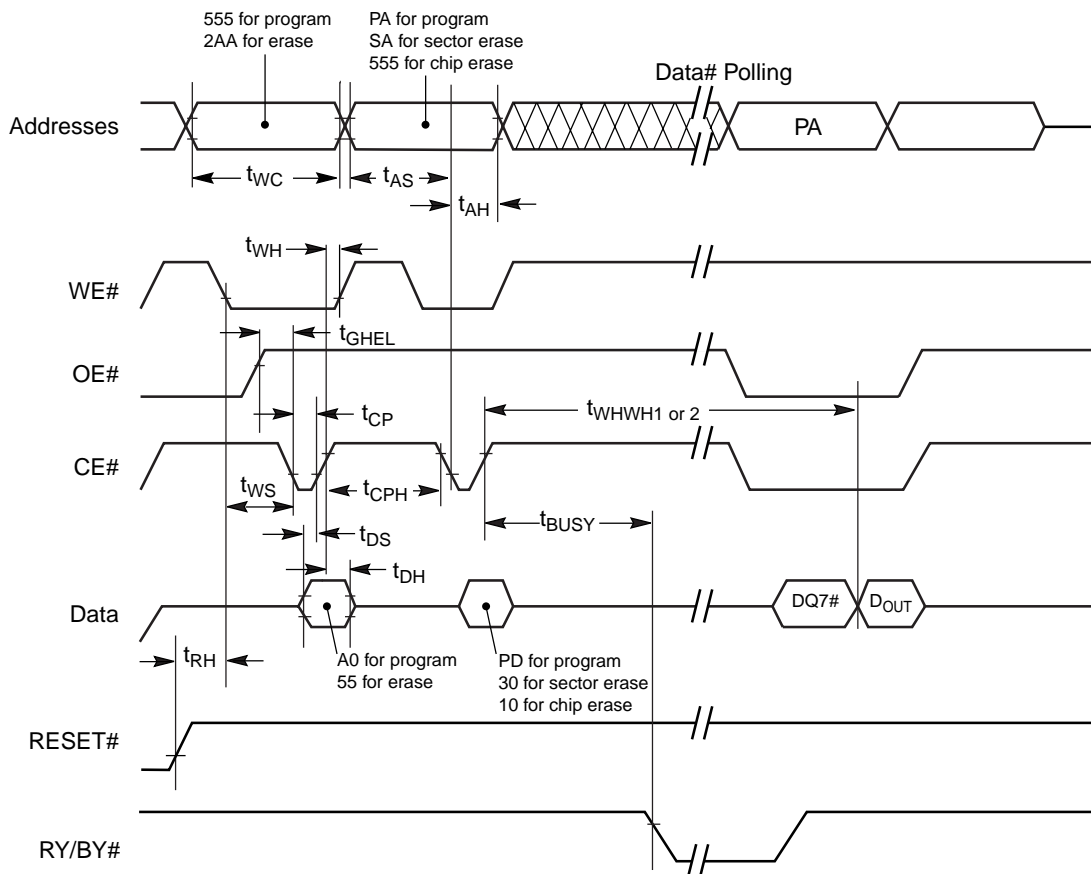 555 for program
2AA for erase
PA for program
SA for sector erase
555 for chip erase
Data# Polling
Addresses
PA
tWC
tAS
tAH
tWH
WE#
tGHEL
OE#
tWHWH1 or 2
tCP
CE#
tWS
tCPH
tBUSY
tDS
tDH
Data
DQ7#
DOUT
tRH
A0 for program
55 for erase
PD for program
30 for sector erase
10 for chip erase
RESET#
RY/BY#